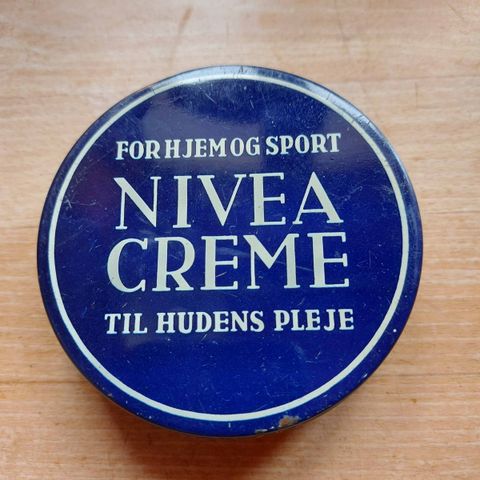 FOR HJEM OG SPORT
NIVEA
CREME
TIL HUDENS PLEJE